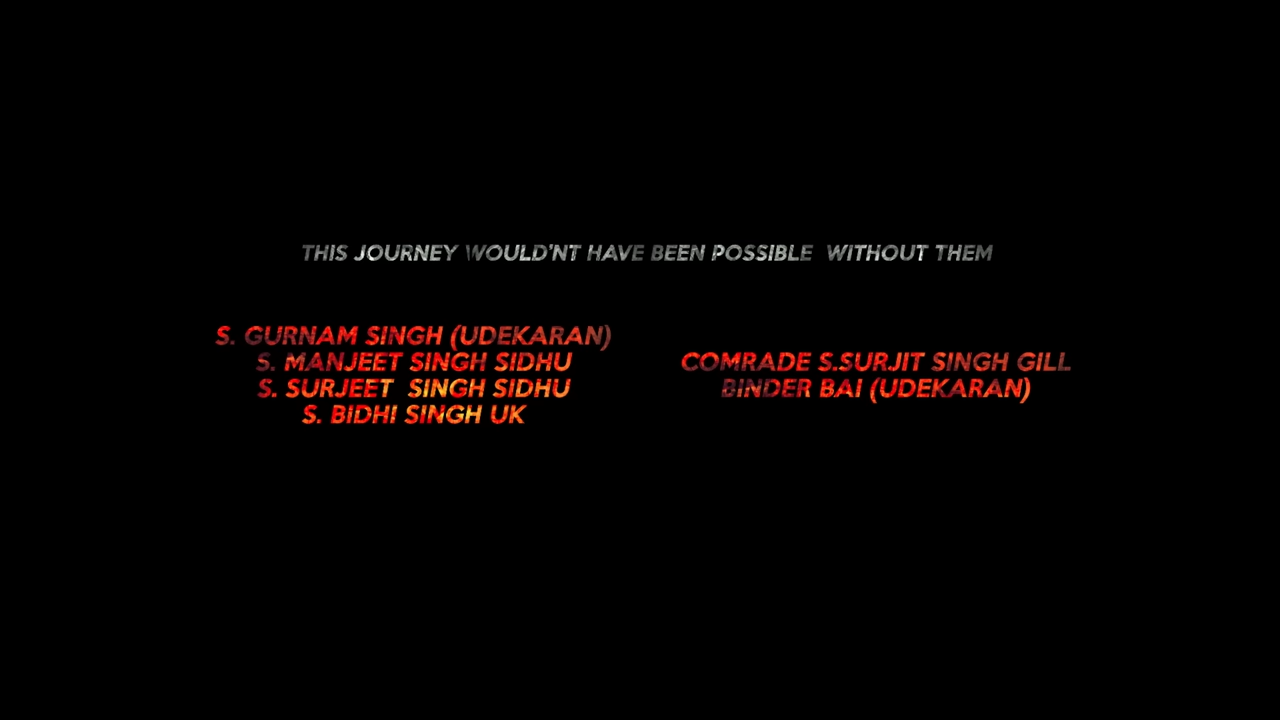 THIS JOURNEY WOULD'NT HAVE BEEN POSSIBLE  WITHOUT THEM
S. GURNAM SINGH (UDEKARAN)
S. MANJEET SINGH SIDHU
S. SURJEET  SINGH SIDHU
S. BIDHI SINGH UK
COMRADE S.SURJIT SINGH GILL
BINDER BAI (UDEKARAN)